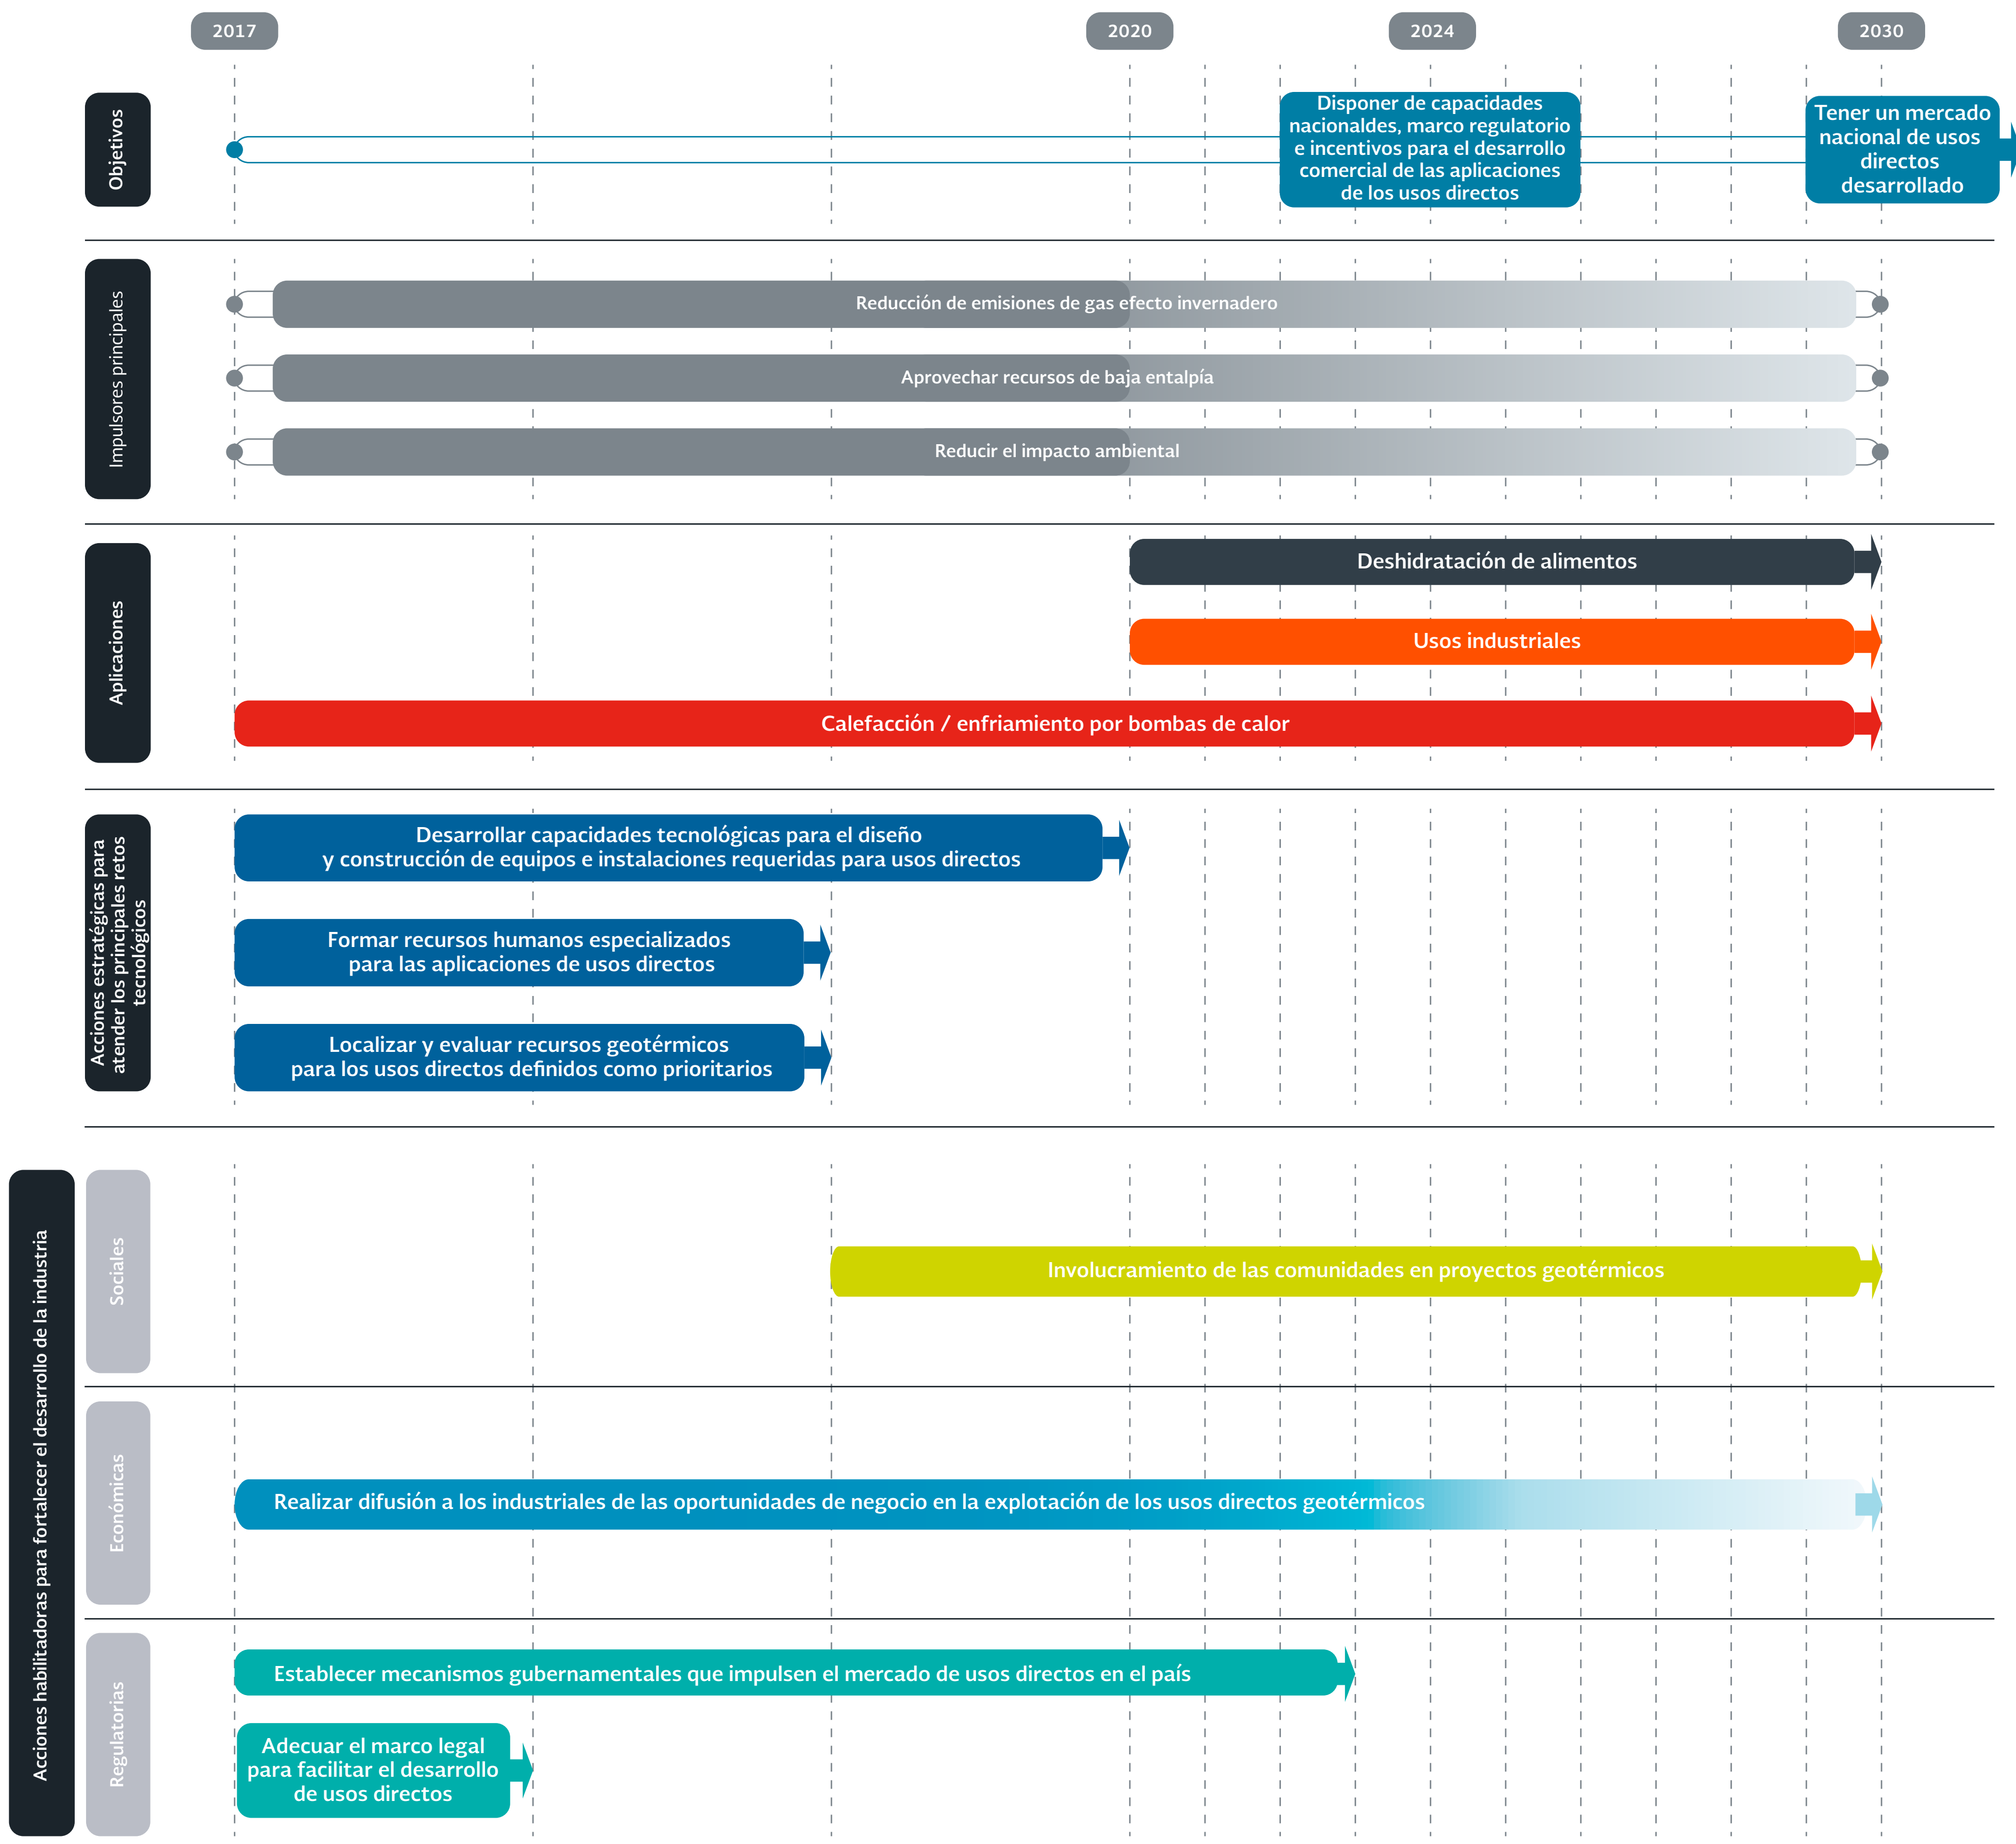 2017
2020
2024
2030
Objetivos
Disponer de capacidades
nacionaldes, marco regulatorio
e incentivos para el desarrollo
comercial de las aplicaciones
de los usos directos
Tener un mercado
nacional de usos
directos
desarrollado
Impulsores principales
Reducción de emisiones de gas efecto invernadero
Aprovechar recursos de baja entalpía
Reducir el impacto ambiental
Aplicaciones
Deshidratación de alimentos
Usos industriales
Calefacción / enfriamiento por bombas de calor
Acciones estratégicas para
atender los principales retos
tecnológicos
Desarrollar capacidades tecnológicas para el diseño
y construcción de equipos e instalaciones requeridas para usos directos
Formar recursos humanos especializados
para las aplicaciones de usos directos
Localizar y evaluar recursos geotérmicos
para los usos directos definidos como prioritarios
Acciones habilitadoras para fortalecer el desarrollo de la industria
Sociales
Involucramiento de las comunidades en proyectos geotérmicos
Económicas
Realizar difusión a los industriales de las oportunidades de negocio en la explotación de los usos directos geotérmicos
Regulatorias
Establecer mecanismos gubernamentales que impulsen el mercado de usos directos en el país
Adecuar el marco legal
para facilitar el desarrollo
de usos directos